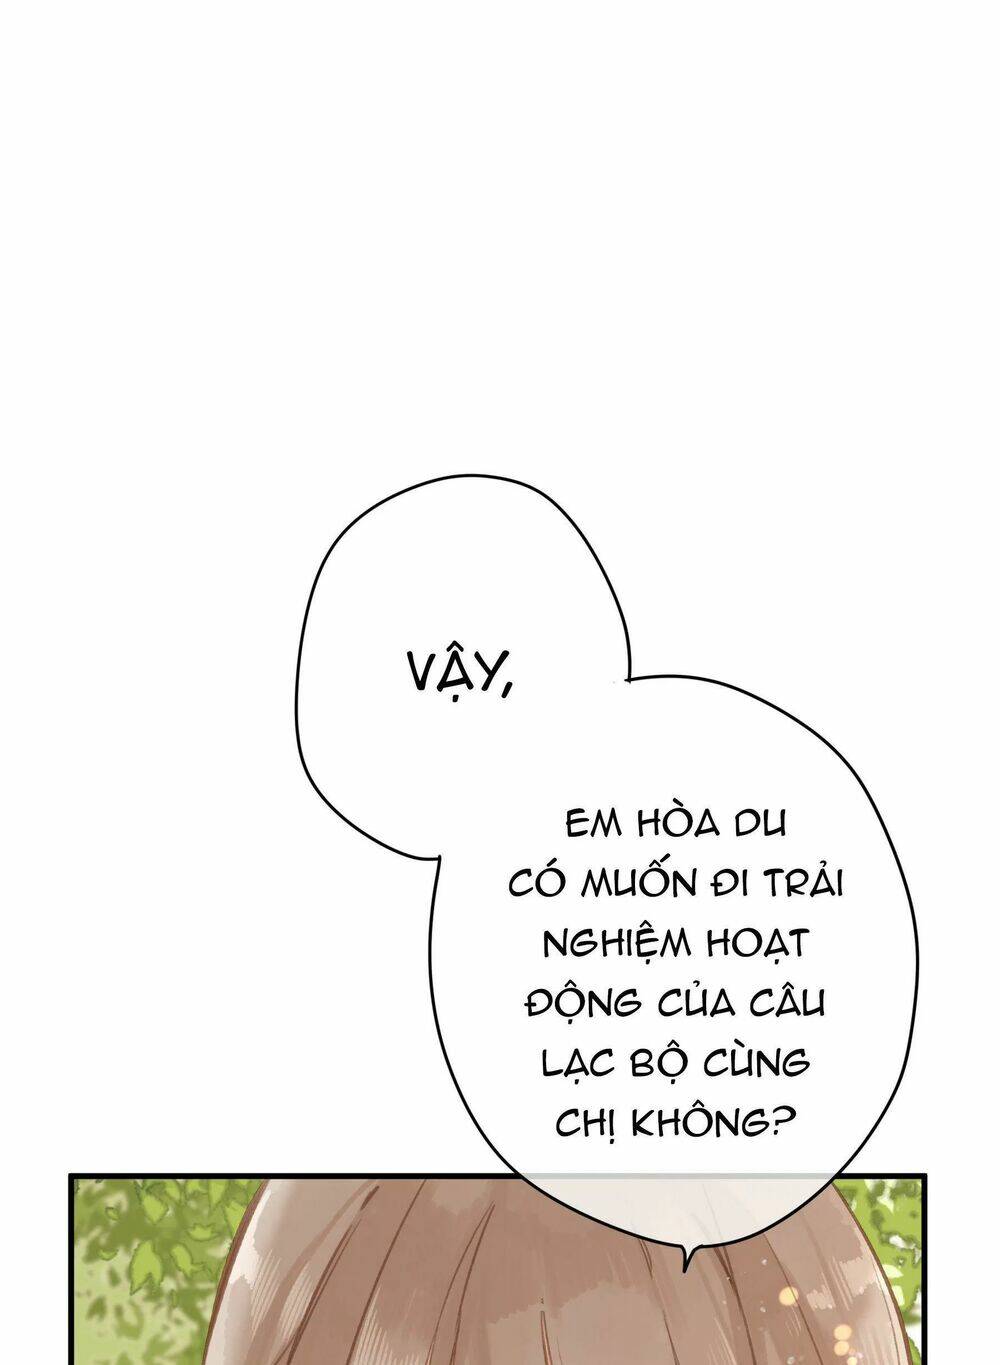 VẬY,
EM HÒA DU
CÓ MUỐN ĐI TRẢI
NGHIỆM HOẠT
ĐỘNG CỦA CÂU
LẠC BỘ CÙNG
CHỊ KHÔNG?